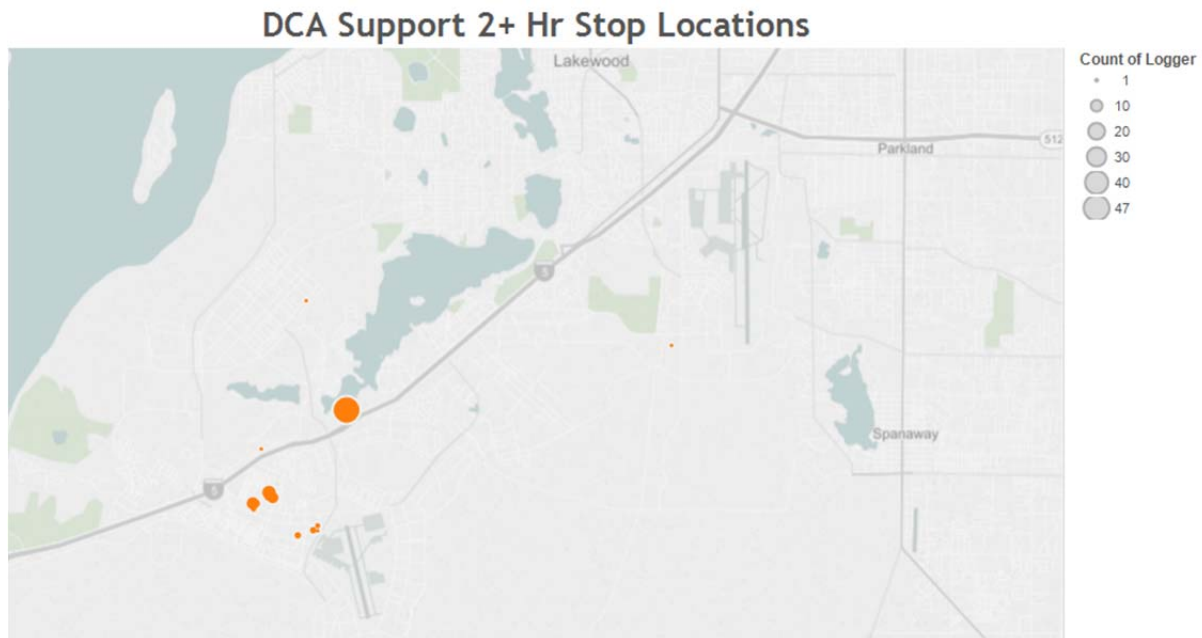 DCA Support 2+ Hr Stop Locations
Lakewood
Count of Logger
1
10
20
30
40
47
512
Parkland
5
Spanaway
5